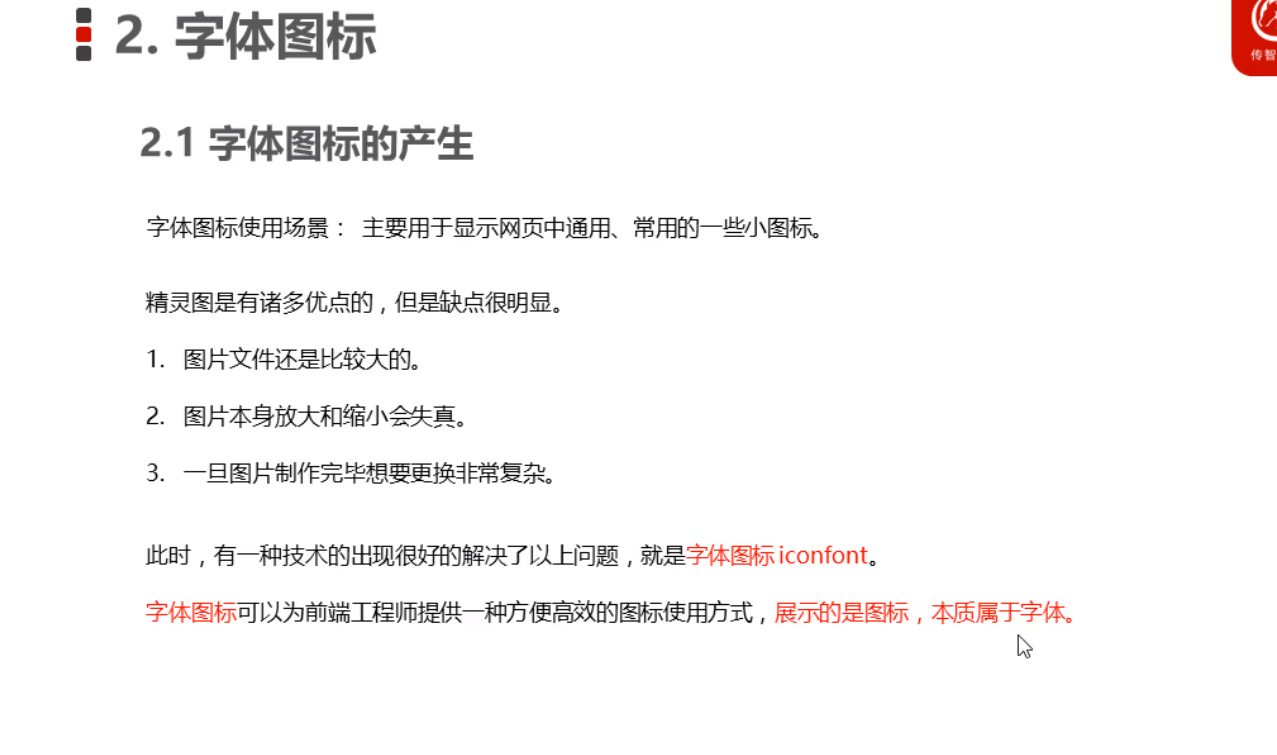 2. 字体图标
传智
2.1 字体图标的产生
字体图标使用场景： 主要用于显示网页中通用、常用的一些小图标。
精灵图是有诸多优点的，但是缺点很明显。
1. 图片文件还是比较大的。
2. 图片本身放大和缩小会失真。
3. 一旦图片制作完毕想要更换非常复杂。
此时，有一种技术的出现很好的解决了以上问题，就是字体图标 iconfont。
字体图标可以为前端工程师提供一种方便高效的图标使用方式，展示的是图标，本质属于字体。